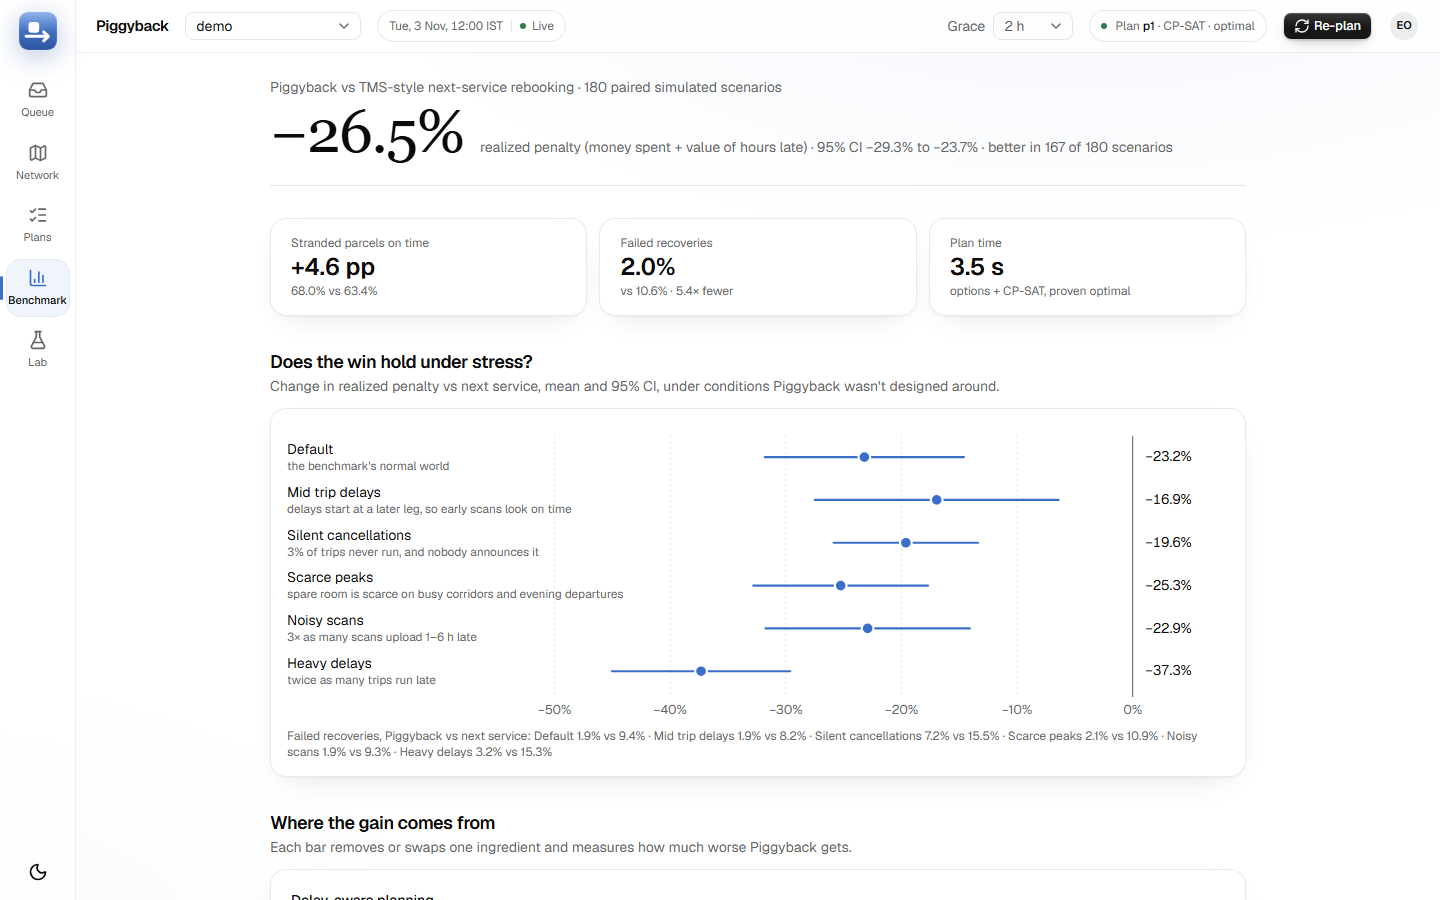 Piggyback
demo
Tue, 3 Nov, 12:00 IST
Live
Grace
2 h
Plan p1 · CP-SAT · optimal
Re-plan
EO
Queue
Network
Plans
Benchmark
Lab
Piggyback vs TMS-style next-service rebooking · 180 paired simulated scenarios
−26.5%
realized penalty (money spent + value of hours late) · 95% CI −29.3% to −23.7% · better in 167 of 180 scenarios
Stranded parcels on time
+4.6 pp
68.0% vs 63.4%
Failed recoveries
2.0%
vs 10.6% · 5.4× fewer
Plan time
3.5 s
options + CP-SAT, proven optimal
Does the win hold under stress?
Change in realized penalty vs next service, mean and 95% CI, under conditions Piggyback wasn't designed around.
Default
the benchmark's normal world
−23.2%
Mid trip delays
delays start at a later leg, so early scans look on time
−16.9%
Silent cancellations
3% of trips never run, and nobody announces it
−19.6%
Scarce peaks
spare room is scarce on busy corridors and evening departures
−25.3%
Noisy scans
3× as many scans upload 1–6 h late
−22.9%
Heavy delays
twice as many trips run late
−37.3%
−50%
−40%
−30%
−20%
−10%
0%
Failed recoveries, Piggyback vs next service: Default 1.9% vs 9.4% · Mid trip delays 1.9% vs 8.2% · Silent cancellations 7.2% vs 15.5% · Scarce peaks 2.1% vs 10.9% · Noisy
scans 1.9% vs 9.3% · Heavy delays 3.2% vs 15.3%
Where the gain comes from
Each bar removes or swaps one ingredient and measures how much worse Piggyback gets.
Delay-aware planning